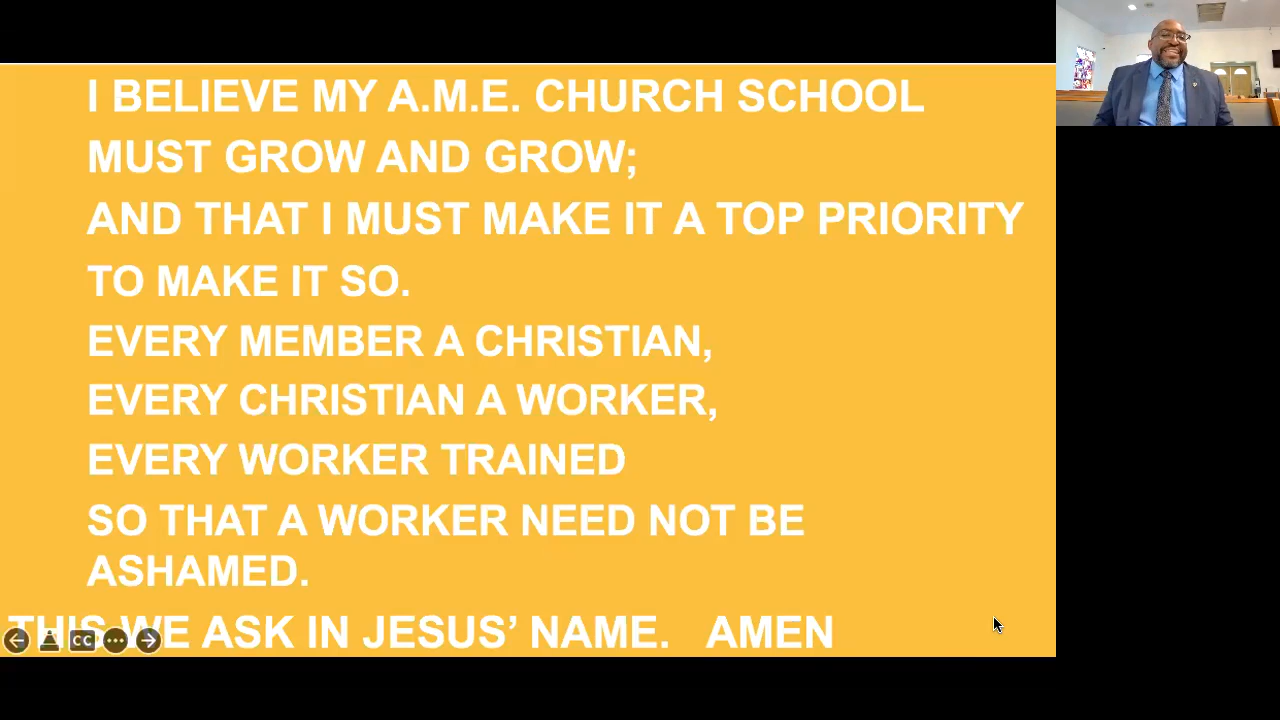 I BELIEVE MY A.M.E. CHURCH SCHOOL
MUST GROW AND GROW;
AND THAT I MUST MAKE IT A TOP PRIORITY
TO MAKE IT SO.
EVERY MEMBER A CHRISTIAN,
EVERY CHRISTIAN A WORKER,
EVERY WORKER TRAINED
SO THAT A WORKER NEED NOT BE
ASHAMED.
THIS WE ASK IN JESUS’ NAME. AMEN
CC